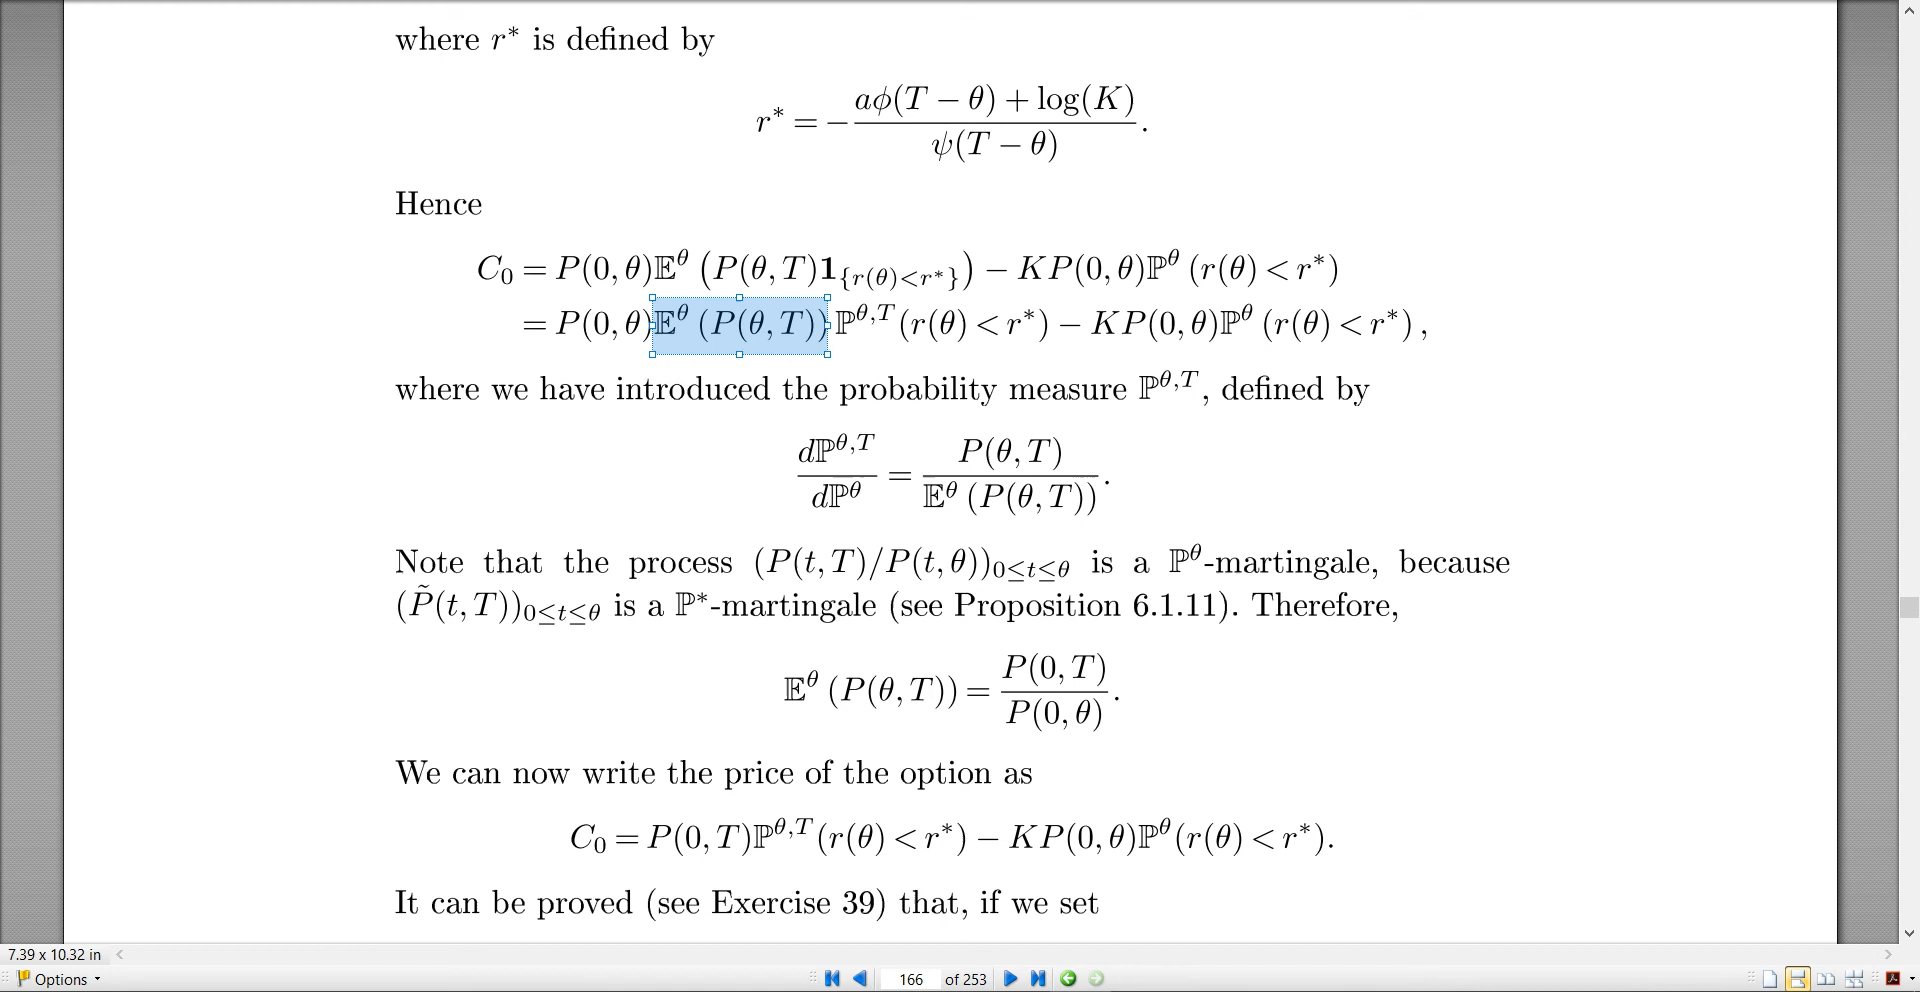 where r* is defined by
r* = − (aϕ(T − θ) + log(K)) / ψ(T − θ).
Hence
C₀ = P(0, θ)𝔼^θ (P(θ, T)𝟏_{r(θ)<r*}) − KP(0, θ)ℙ^θ (r(θ) < r*)
= P(0, θ)𝔼^θ (P(θ, T)) ℙ^{θ,T} (r(θ) < r*) − KP(0, θ)ℙ^θ (r(θ) < r*) ,
where we have introduced the probability measure ℙ^{θ,T}, defined by
dℙ^{θ,T} / dℙ^θ = P(θ, T) / 𝔼^θ (P(θ, T)).
Note that the process (P(t, T)/P(t, θ))_{0≤t≤θ} is a ℙ^θ-martingale, because
(P̃(t, T))_{0≤t≤θ} is a ℙ*-martingale (see Proposition 6.1.11). Therefore,
𝔼^θ (P(θ, T)) = P(0, T) / P(0, θ).
We can now write the price of the option as
C₀ = P(0, T)ℙ^{θ,T} (r(θ) < r*) − KP(0, θ)ℙ^θ (r(θ) < r*).
It can be proved (see Exercise 39) that, if we set
7.39 x 10.32 in
Options 166 of 253